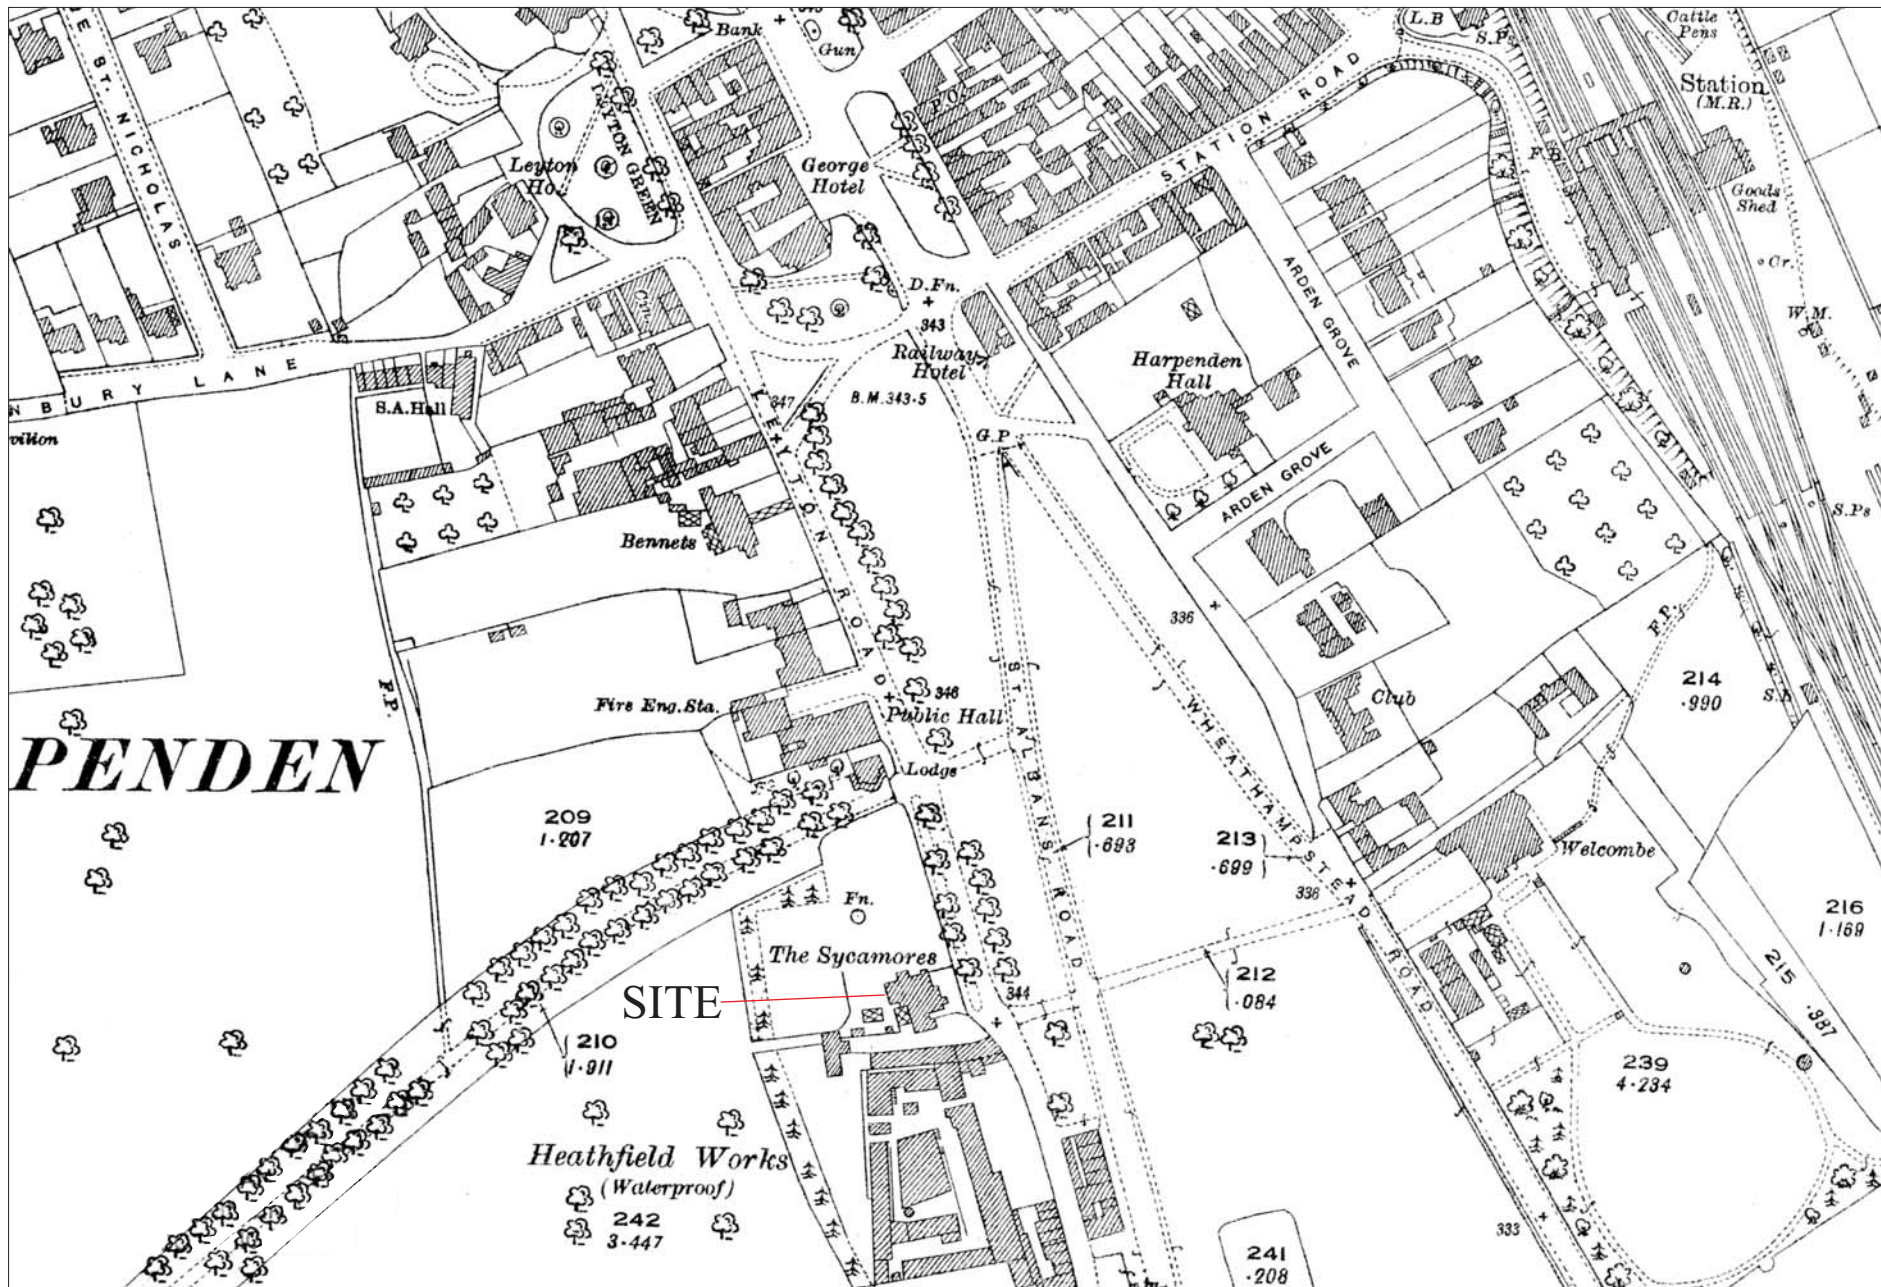 Bank
Gun
L.B
S.Ps
Cattle
Pens
Station
(M.R.)
ST. NICHOLAS
LEYTON GREEN
P.O.
STATION ROAD
Leyton
Ho.
George
Hotel
F.B.
Goods
Shed
Cr.
W.M.
D.Fn.
343
ARDEN GROVE
NBURY LANE
Railway
Hotel
Harpenden
Hall
347
B.M.343.5
S.A.Hall
vilion
G.P
ARDEN GROVE
S.Ps
LEYTON ROAD
Bennets
336
F.P.
F.P.
ST. ALBANS ROAD
WHEATHAMPSTEAD ROAD
214
.990
S.b
346
Fire Eng.Sta.
Public Hall
Club
PENDEN
Lodge
209
1.207
211
.693
213
.699
336
Welcombe
216
1.169
Fn.
The Sycamores
212
.084
215
.987
SITE
344
210
1.911
239
4.234
Heathfield Works
(Waterproof)
242
3.447
333
241
.208